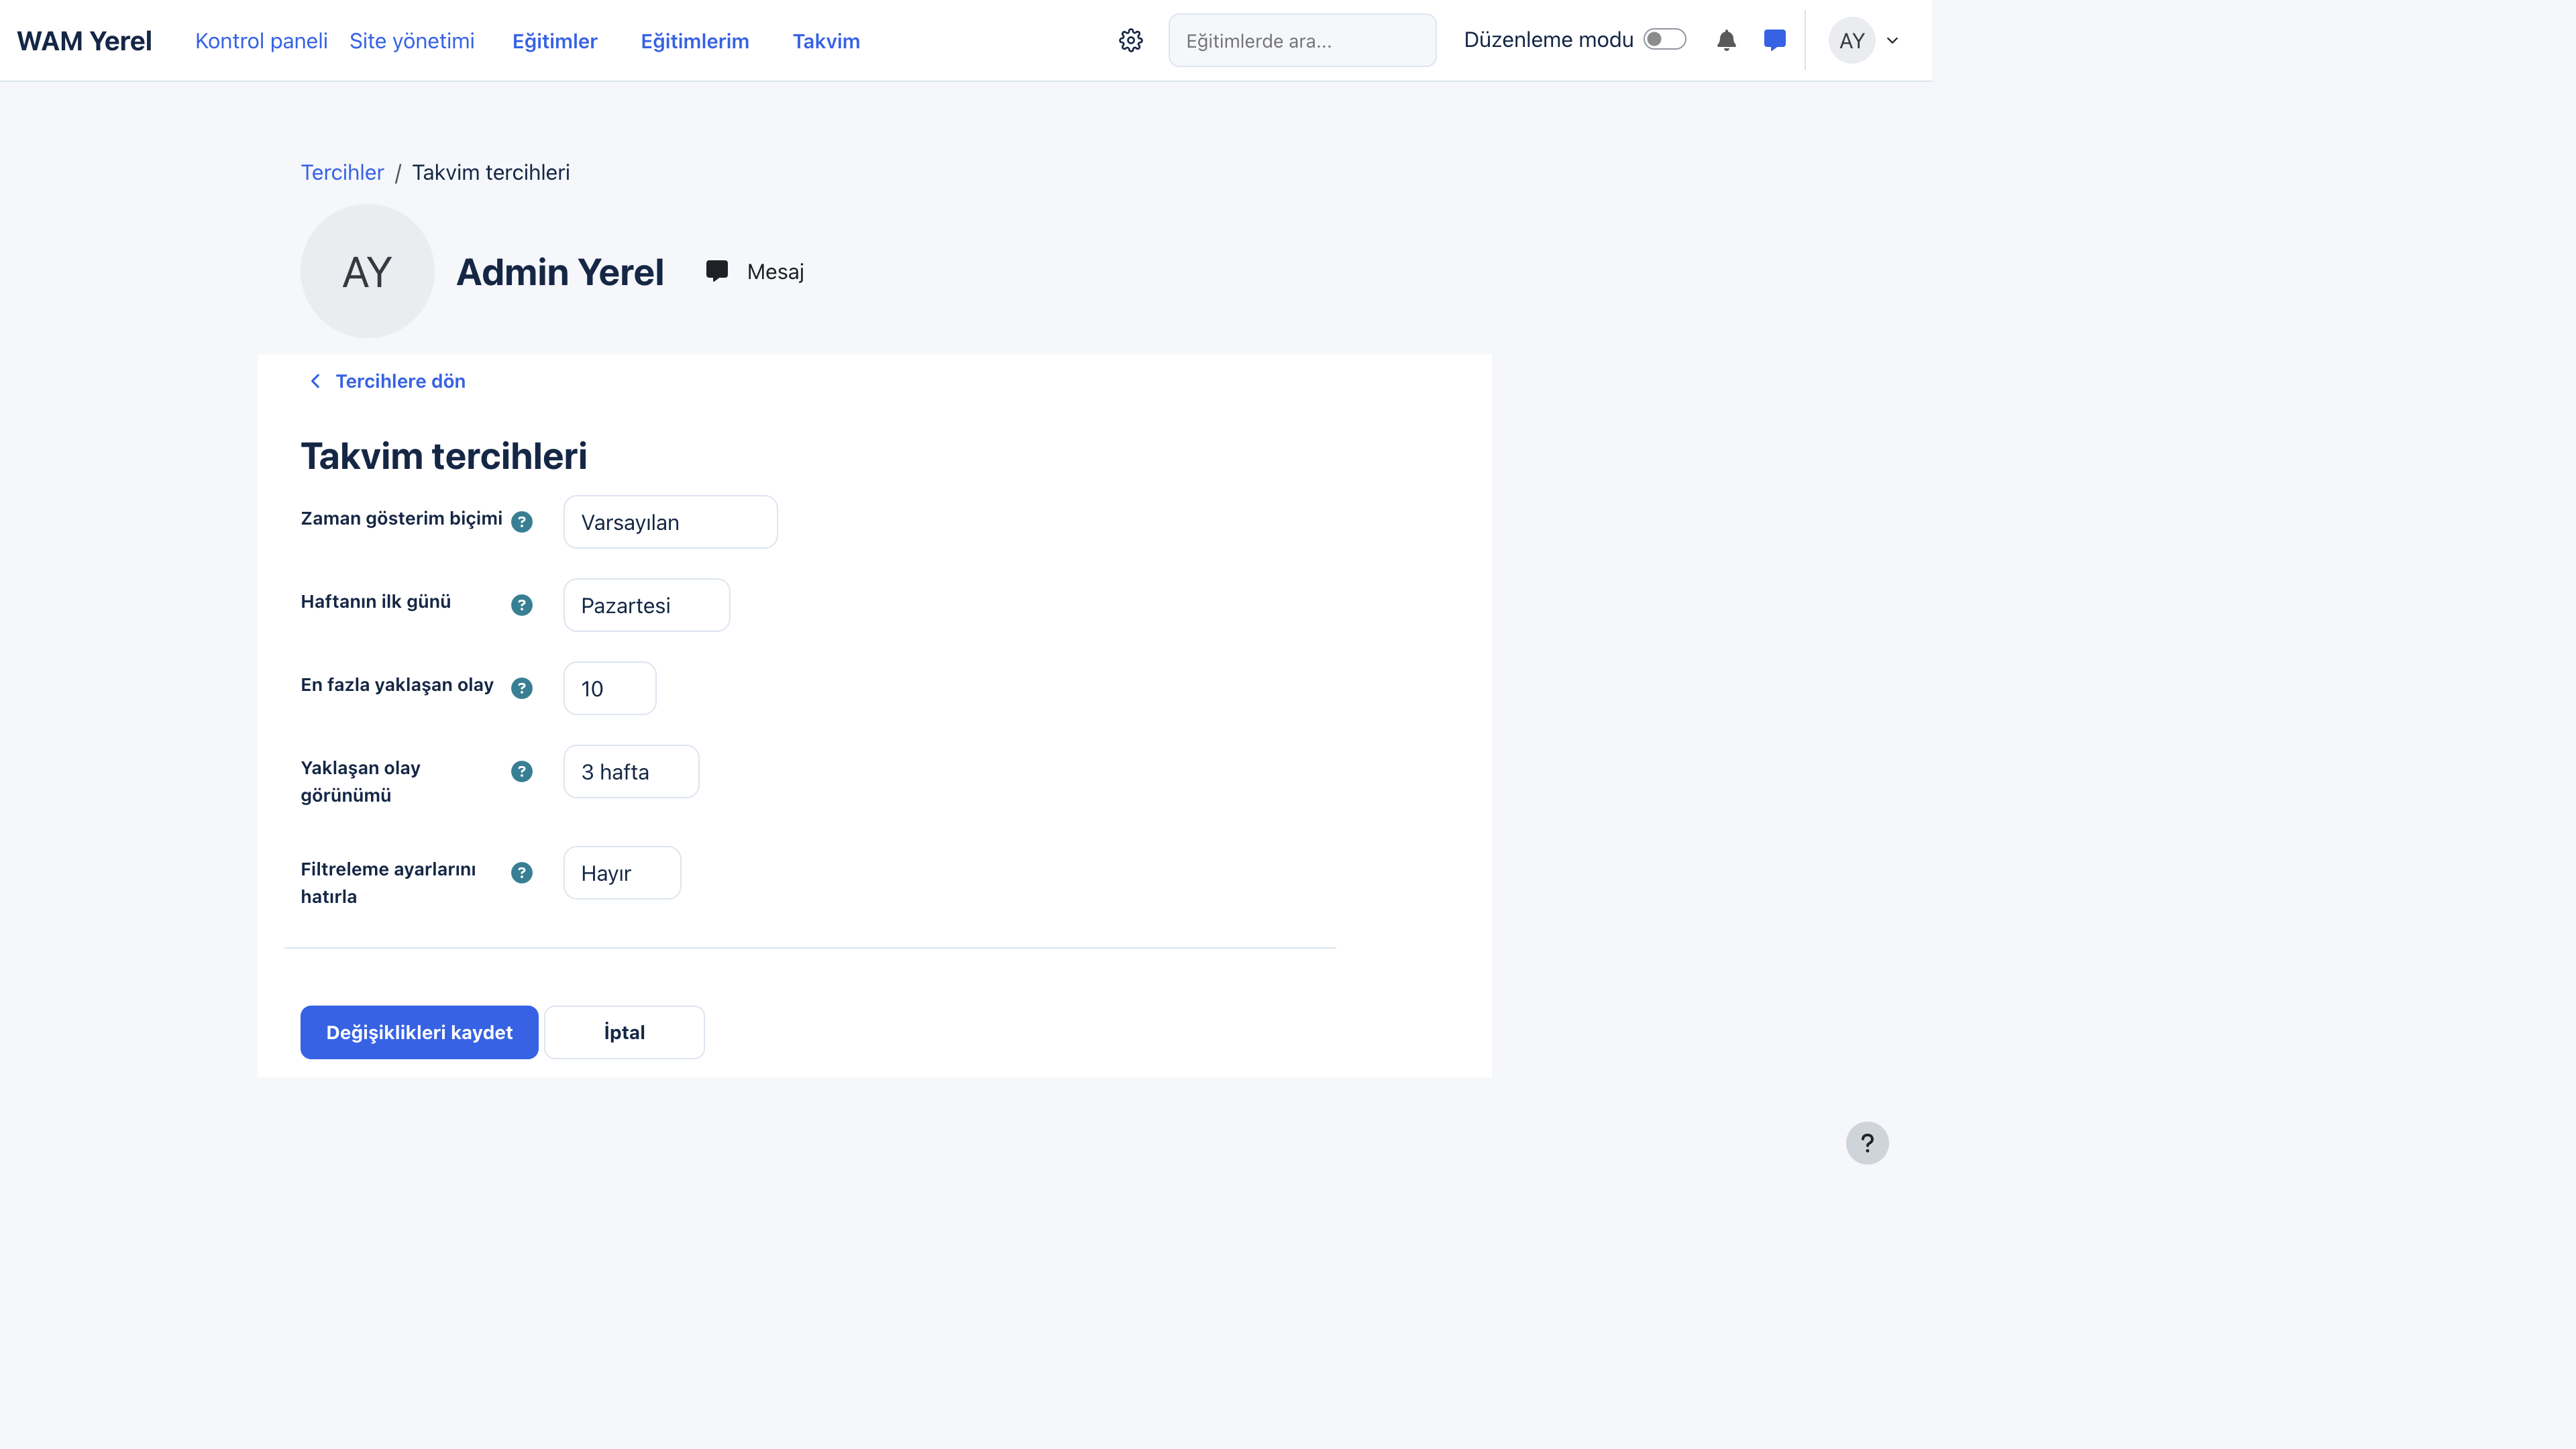 WAM Yerel
Kontrol paneli
Site yönetimi
Eğitimler
Eğitimlerim
Takvim
Eğitimlerde ara...
Düzenleme modu
AY
Tercihler / Takvim tercihleri
AY
Admin Yerel
Mesaj
Tercihlere dön
Takvim tercihleri
Zaman gösterim biçimi
?
Varsayılan
Haftanın ilk günü
?
Pazartesi
En fazla yaklaşan olay
?
10
Yaklaşan olay
görünümü
?
3 hafta
Filtreleme ayarlarını
hatırla
?
Hayır
Değişiklikleri kaydet
İptal
?